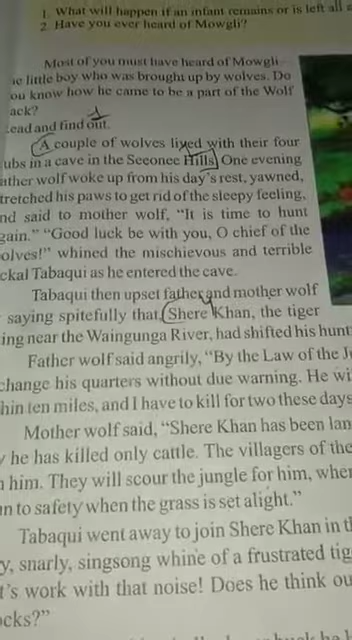 1. What will happen if an infant remains or is left all
2. Have you ever heard of Mowgli?
Most of you must have heard of Mowgli
e little boy who was brought up by wolves. Do
ou know how he came to be a part of the Wolf
ack?
ead and find out.
A couple of wolves lived with their four
ubs in a cave in the Seeonee Hills. One evening
ather wolf woke up from his day's rest, yawned,
tretched his paws to get rid of the sleepy feeling,
nd said to mother wolf, "It is time to hunt
gain." "Good luck be with you, O chief of the
olves!" whined the mischievous and terrible
ckal Tabaqui as he entered the cave.
Tabaqui then upset father and mother wolf
saying spitefully that Shere Khan, the tiger
ing near the Waingunga River, had shifted his hunt
Father wolf said angrily, "By the Law of the J
change his quarters without due warning. He wi
hin ten miles, and I have to kill for two these days
Mother wolf said, "Shere Khan has been lam
y he has killed only cattle. The villagers of the
him. They will scour the jungle for him, when
n to safety when the grass is set alight."
Tabaqui went away to join Shere Khan in th
y, snarly, singsong whine of a frustrated tig
t's work with that noise! Does he think ou
cks?"